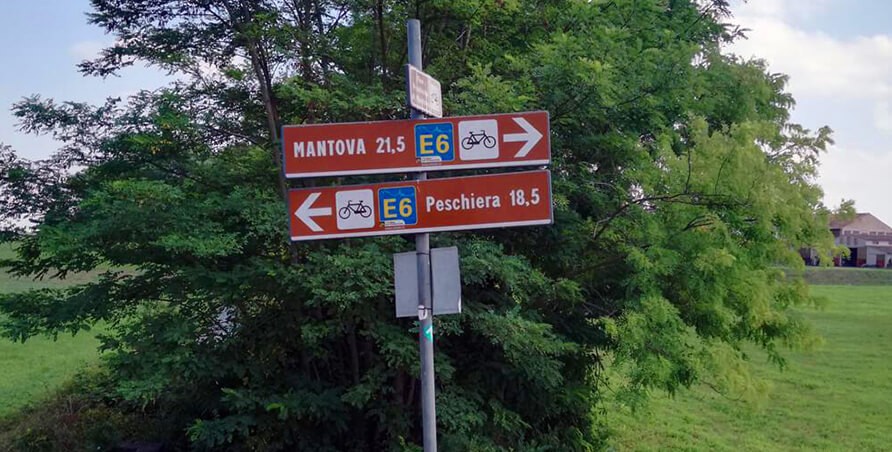 MANTOVA 21,5 E6
E6 Peschiera 18,5